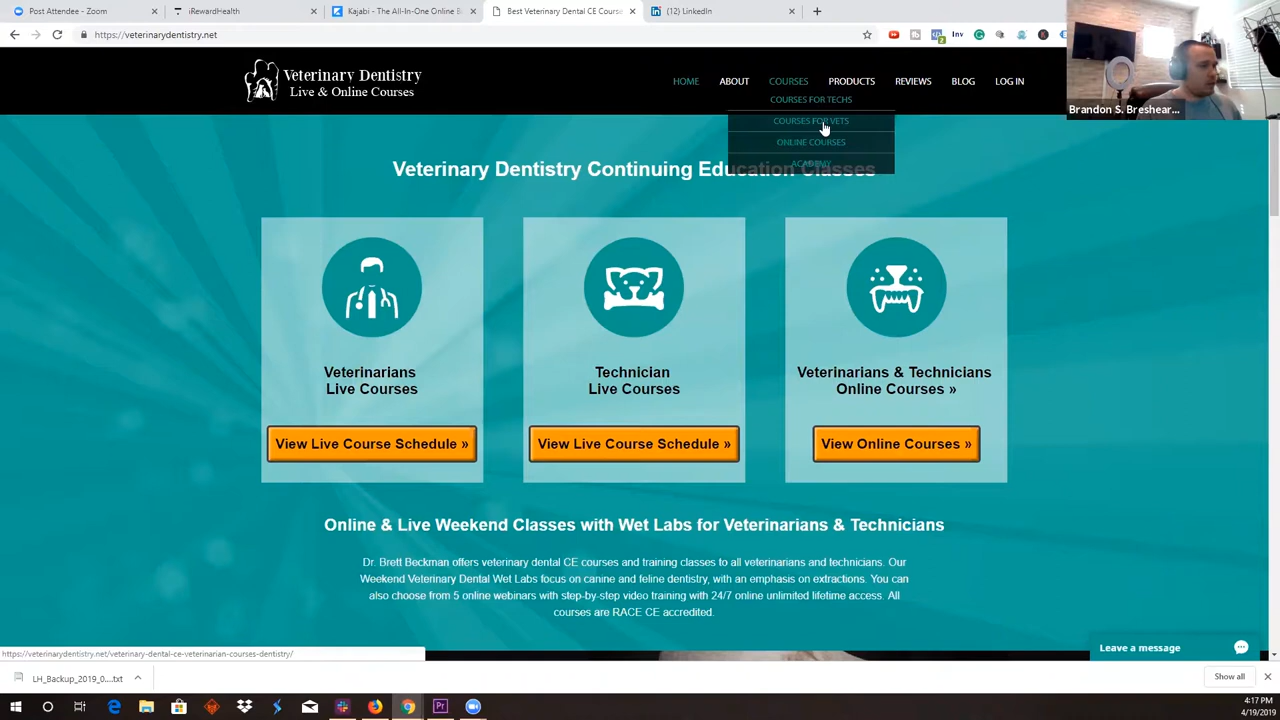 Post Attendee - Zoom
iRewardHealth
Kajabi - The All-In-One Online B
Best Veterinary Dental CE Course
(12) LinkedIn
https://veterinarydentistry.net
2
Inv
Veterinary Dentistry
Live & Online Courses
HOME
ABOUT
COURSES
PRODUCTS
REVIEWS
BLOG
LOG IN
Brandon S. Breshear...
COURSES FOR TECHS
COURSES FOR VETS
ONLINE COURSES
ACADEMY
Veterinary Dentistry Continuing Education Classes
Veterinarians
Live Courses
View Live Course Schedule »
Technician
Live Courses
View Live Course Schedule »
Veterinarians & Technicians
Online Courses »
View Online Courses »
Online & Live Weekend Classes with Wet Labs for Veterinarians & Technicians
Dr. Brett Beckman offers veterinary dental CE courses and training classes to all veterinarians and technicians. Our
Weekend Veterinary Dental Wet Labs focus on canine and feline dentistry, with an emphasis on extractions. You can
also choose from 5 online webinars with step-by-step video training with 24/7 online unlimited lifetime access. All
courses are RACE CE accredited.
Leave a message
https://veterinarydentistry.net/veterinary-dental-ce-veterinarian-courses-dentistry/
LH_Backup_2019_0....txt
Show all
Pr
4:17 PM
4/19/2019